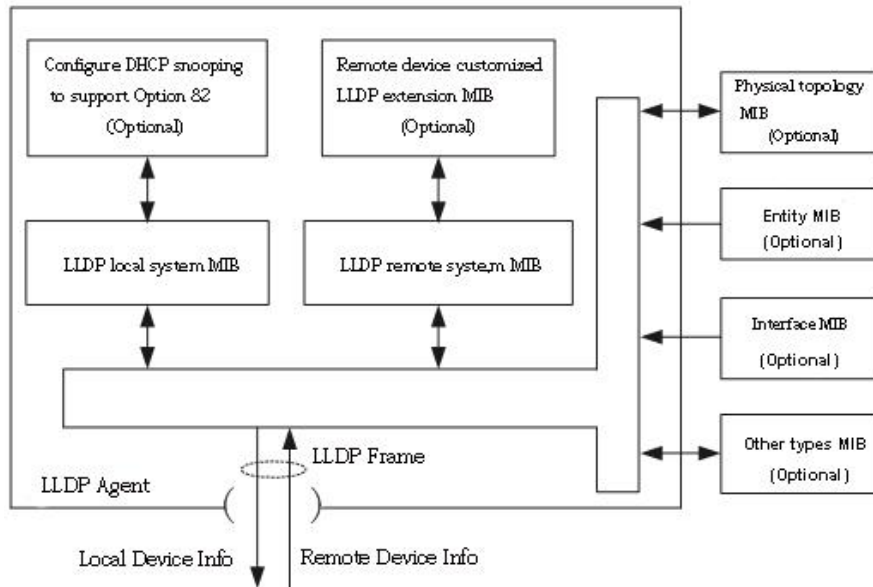 Configure DHCP snooping
to support Option 82
(Optional)
Remote device customized
LLDP extension MIB
(Optional)
Physical topology
MIB
(Optional)
LLDP local system MIB
LLDP remote syste,m MIB
Entity MIB
(Optional)
Interface MIB
(Optional)
Other types MIB
(Optional)
LLDP Frame
LLDP Agent
Local Device Info
Remote Device Info